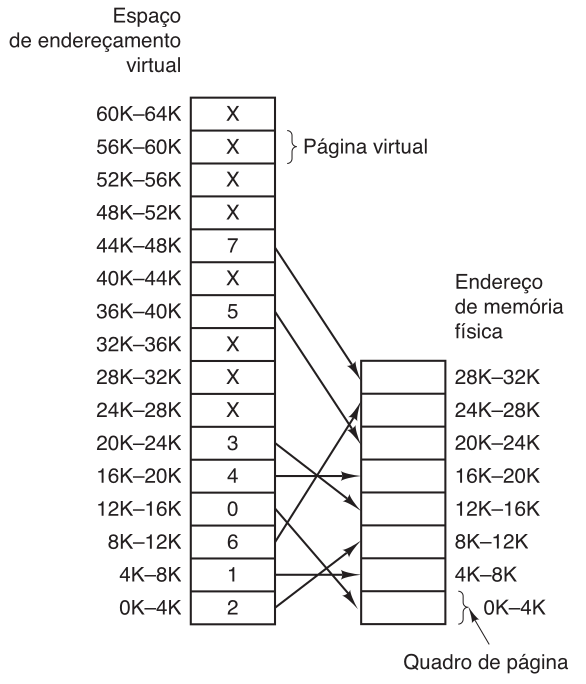 Espaço
de endereçamento
virtual
60K–64K X
56K–60K X Página virtual
52K–56K X
48K–52K X
44K–48K 7
40K–44K X
36K–40K 5
32K–36K X
28K–32K X
24K–28K X
20K–24K 3
16K–20K 4
12K–16K 0
8K–12K 6
4K–8K 1
0K–4K 2
Endereço
de memória
física
28K–32K
24K–28K
20K–24K
16K–20K
12K–16K
8K–12K
4K–8K
0K–4K
Quadro de página